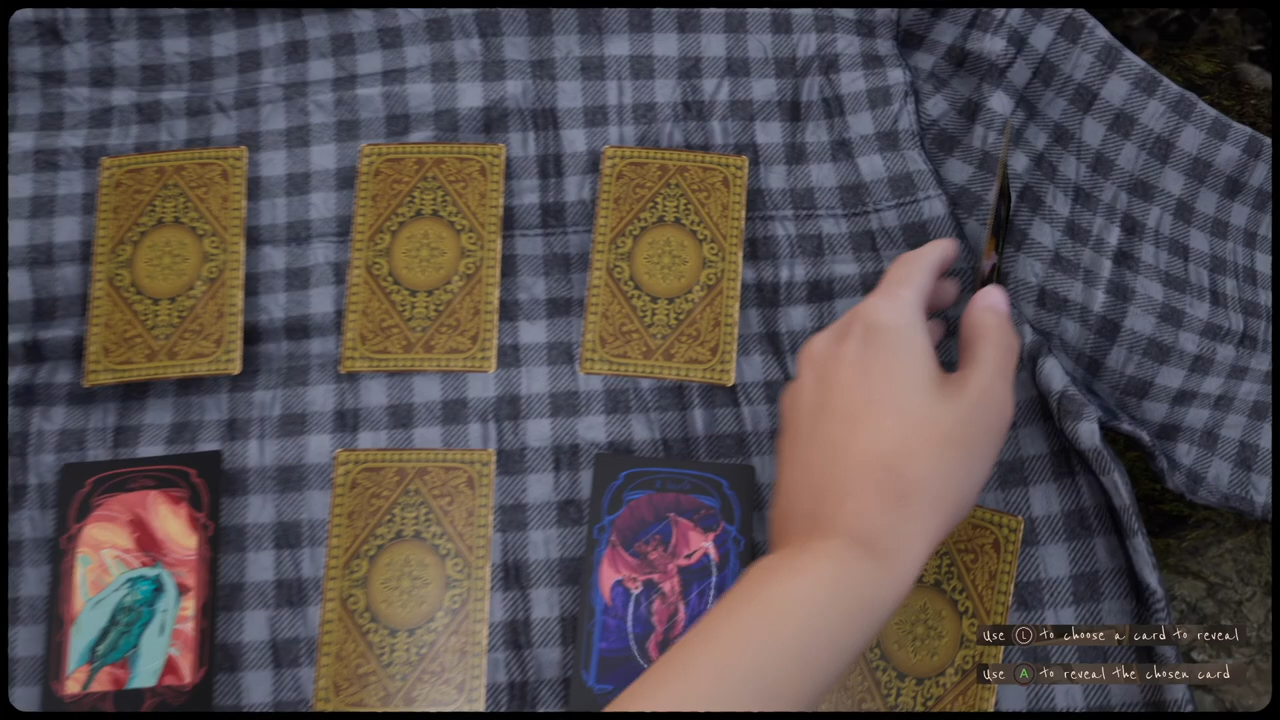 use L to choose a card to reveal
use A to reveal the chosen card